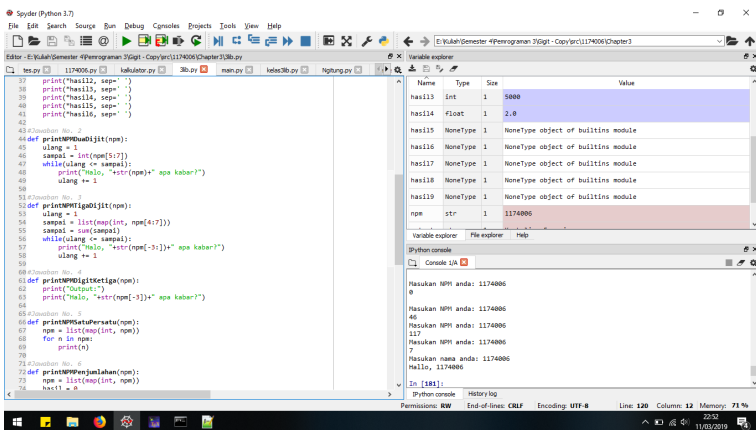 Spyder (Python 3.7)
File Edit Search Source Run Debug Consoles Projects Tools View Help
E:\Kuliah\Semester 4\Pemrograman 3\Gigit - Copy\src\1174006\Chapter3
Editor - E:\Kuliah\Semester 4\Pemrograman 3\Gigit - Copy\src\1174006\Chapter3\3lib.py
tes.py 1174006.py kalkulator.py 3lib.py main.py kelas3lib.py Ngitung.py
37 print(*hasil2, sep=' ')
38 print(*hasil3, sep=' ')
39 print(*hasil4, sep=' ')
40 print(*hasil5, sep=' ')
41 print(*hasil6, sep=' ')
42
43 #Jawaban No. 2
44 def printNPMDuaDijit(npm):
45 ulang = 1
46 sampai = int(npm[5:7])
47 while(ulang <= sampai):
48 print("Halo, "+str(npm)+" apa kabar?")
49 ulang += 1
50
51 #Jawaban No. 3
52 def printNPMTigaDijit(npm):
53 ulang = 1
54 sampai = list(map(int, npm[4:7]))
55 sampai = sum(sampai)
56 while(ulang <= sampai):
57 print("Halo, "+str(npm[-3:])+" apa kabar?")
58 ulang += 1
59
60 #Jawaban No. 4
61 def printNPMDigitKetiga(npm):
62 print("Output:")
63 print("Halo, "+str(npm[-3])+" apa kaber?")
64
65 #Jawaban No. 5
66 def printNPMSatuPersatu(npm):
67 npm = list(map(int, npm))
68 for n in npm:
69 print(n)
70
71 #Jawaban No. 6
72 def printNPMPenjumlahan(npm):
73 npm = list(map(int, npm))
74 hasil = 0
Variable explorer
Name Type Size Value
hasil3 int 1 5000
hasil4 float 1 2.0
hasil5 NoneType 1 NoneType object of builtins module
hasil6 NoneType 1 NoneType object of builtins module
hasil7 NoneType 1 NoneType object of builtins module
hasil8 NoneType 1 NoneType object of builtins module
hasil9 NoneType 1 NoneType object of builtins module
npm str 1 1174006
Variable explorer File explorer Help
IPython console
Console 1/A
Masukan NPM anda: 1174006
0
Masukan NPM anda: 1174006
46
Masukan NPM anda: 1174006
117
Masukan NPM anda: 1174006
7
Masukan nama anda: 1174006
Hallo, 1174006
In [181]:
IPython console History log
Permissions: RW End-of-lines: CRLF Encoding: UTF-8 Line: 120 Column: 12 Memory: 71 %
22:52
11/03/2019